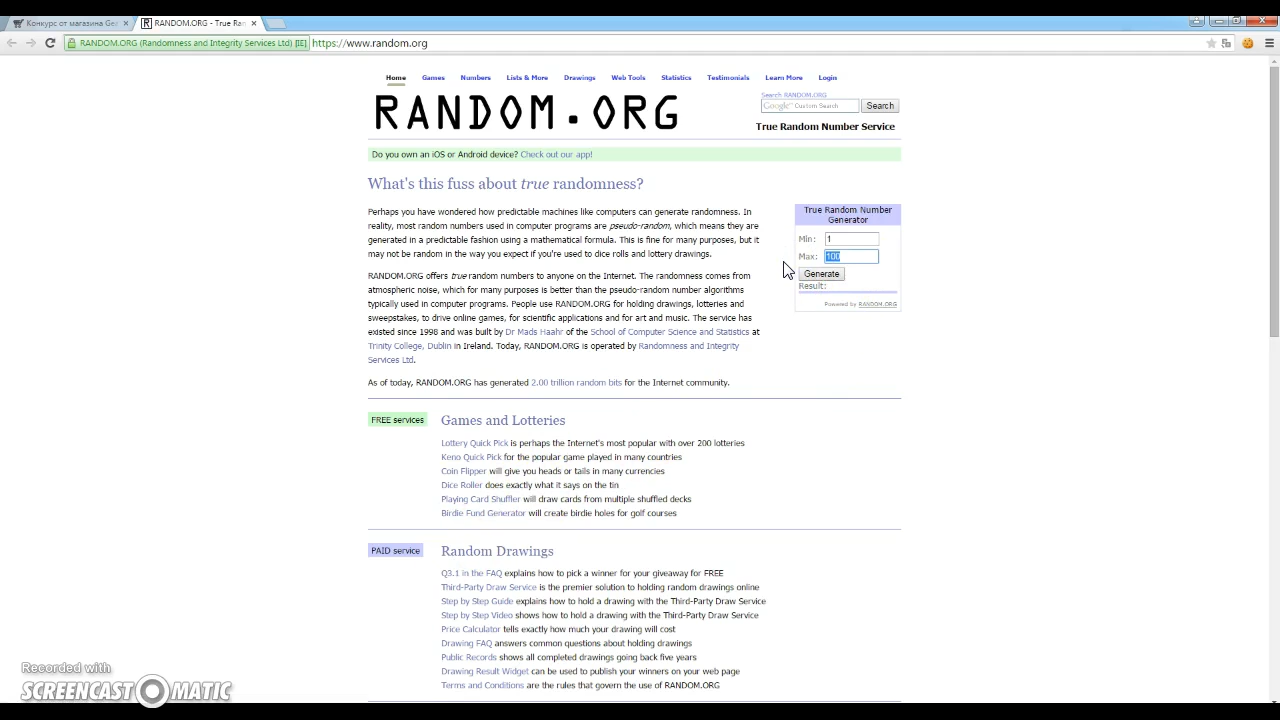 Конкурс от магазина Gea
RANDOM.ORG - True Ran
RANDOM.ORG (Randomness and Integrity Services Ltd) [IE]
https://www.random.org
Home Games Numbers Lists & More Drawings Web Tools Statistics Testimonials Learn More Login
RANDOM.ORG
Search RANDOM.ORG
Google™ Custom Search
Search
True Random Number Service
Do you own an iOS or Android device? Check out our app!
What's this fuss about true randomness?
Perhaps you have wondered how predictable machines like computers can generate randomness. In
reality, most random numbers used in computer programs are pseudo-random, which means they are
generated in a predictable fashion using a mathematical formula. This is fine for many purposes, but it
may not be random in the way you expect if you're used to dice rolls and lottery drawings.
RANDOM.ORG offers true random numbers to anyone on the Internet. The randomness comes from
atmospheric noise, which for many purposes is better than the pseudo-random number algorithms
typically used in computer programs. People use RANDOM.ORG for holding drawings, lotteries and
sweepstakes, to drive online games, for scientific applications and for art and music. The service has
existed since 1998 and was built by Dr Mads Haahr of the School of Computer Science and Statistics at
Trinity College, Dublin in Ireland. Today, RANDOM.ORG is operated by Randomness and Integrity
Services Ltd.
As of today, RANDOM.ORG has generated 2.00 trillion random bits for the Internet community.
True Random Number
Generator
Min: 1
Max: 100
Generate
Result:
Powered by RANDOM.ORG
FREE services
Games and Lotteries
Lottery Quick Pick is perhaps the Internet's most popular with over 200 lotteries
Keno Quick Pick for the popular game played in many countries
Coin Flipper will give you heads or tails in many currencies
Dice Roller does exactly what it says on the tin
Playing Card Shuffler will draw cards from multiple shuffled decks
Birdie Fund Generator will create birdie holes for golf courses
PAID service
Random Drawings
Q3.1 in the FAQ explains how to pick a winner for your giveaway for FREE
Third-Party Draw Service is the premier solution to holding random drawings online
Step by Step Guide explains how to hold a drawing with the Third-Party Draw Service
Step by Step Video shows how to hold a drawing with the Third-Party Draw Service
Price Calculator tells exactly how much your drawing will cost
Drawing FAQ answers common questions about holding drawings
Public Records shows all completed drawings going back five years
Drawing Result Widget can be used to publish your winners on your web page
Terms and Conditions are the rules that govern the use of RANDOM.ORG
Recorded with
SCREENCAST MATIC